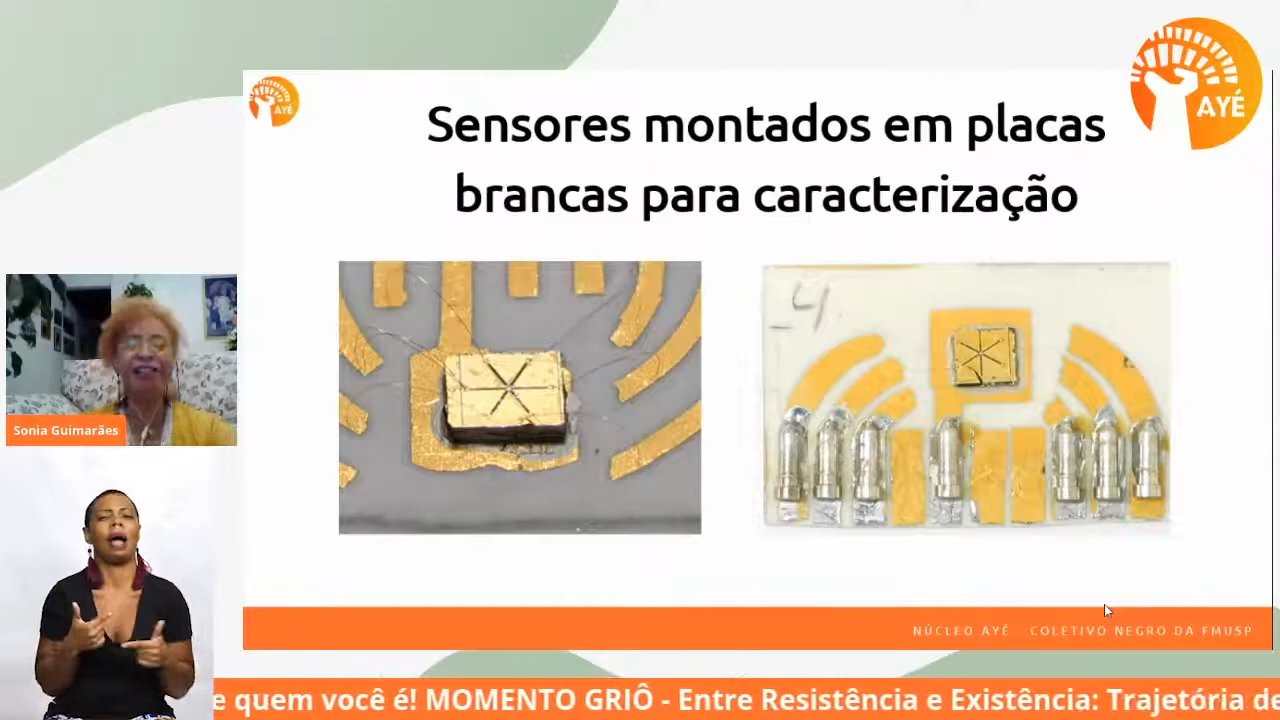 AYÉ
AYÉ
Sensores montados em placas
brancas para caracterização
4
Sonia Guimarães
NÚCLEO AYÉ COLETIVO NEGRO DA FMUSP
e quem você é! MOMENTO GRIÔ - Entre Resistência e Existência: Trajetória de